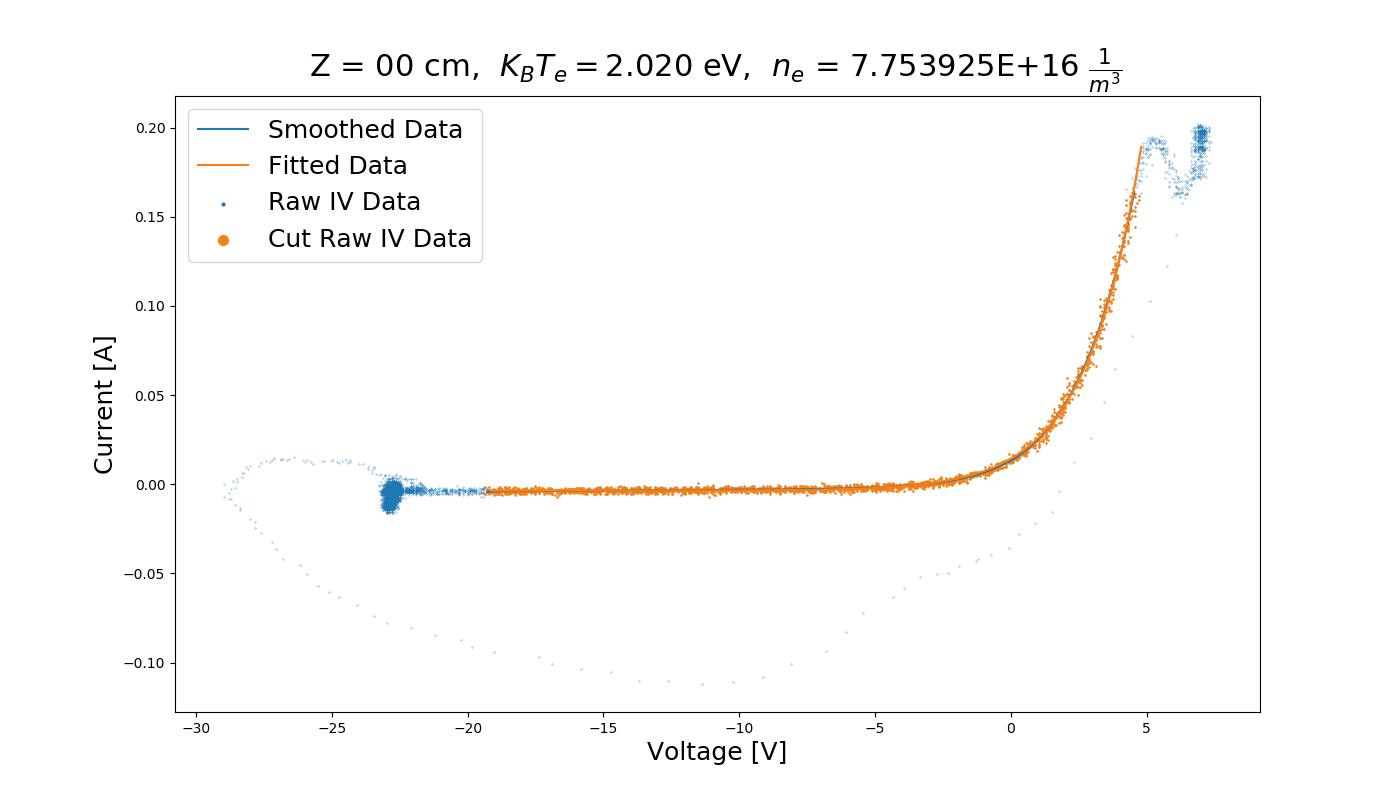 Z = 00 cm, $K_BT_e = 2.020$ eV, $n_e$ = 7.753925E+16 $\frac{1}{m^3}$
Smoothed Data
Fitted Data
Raw IV Data
Cut Raw IV Data
0.20
0.15
0.10
0.05
0.00
−0.05
−0.10
Current [A]
−30 −25 −20 −15 −10 −5 0 5
Voltage [V]